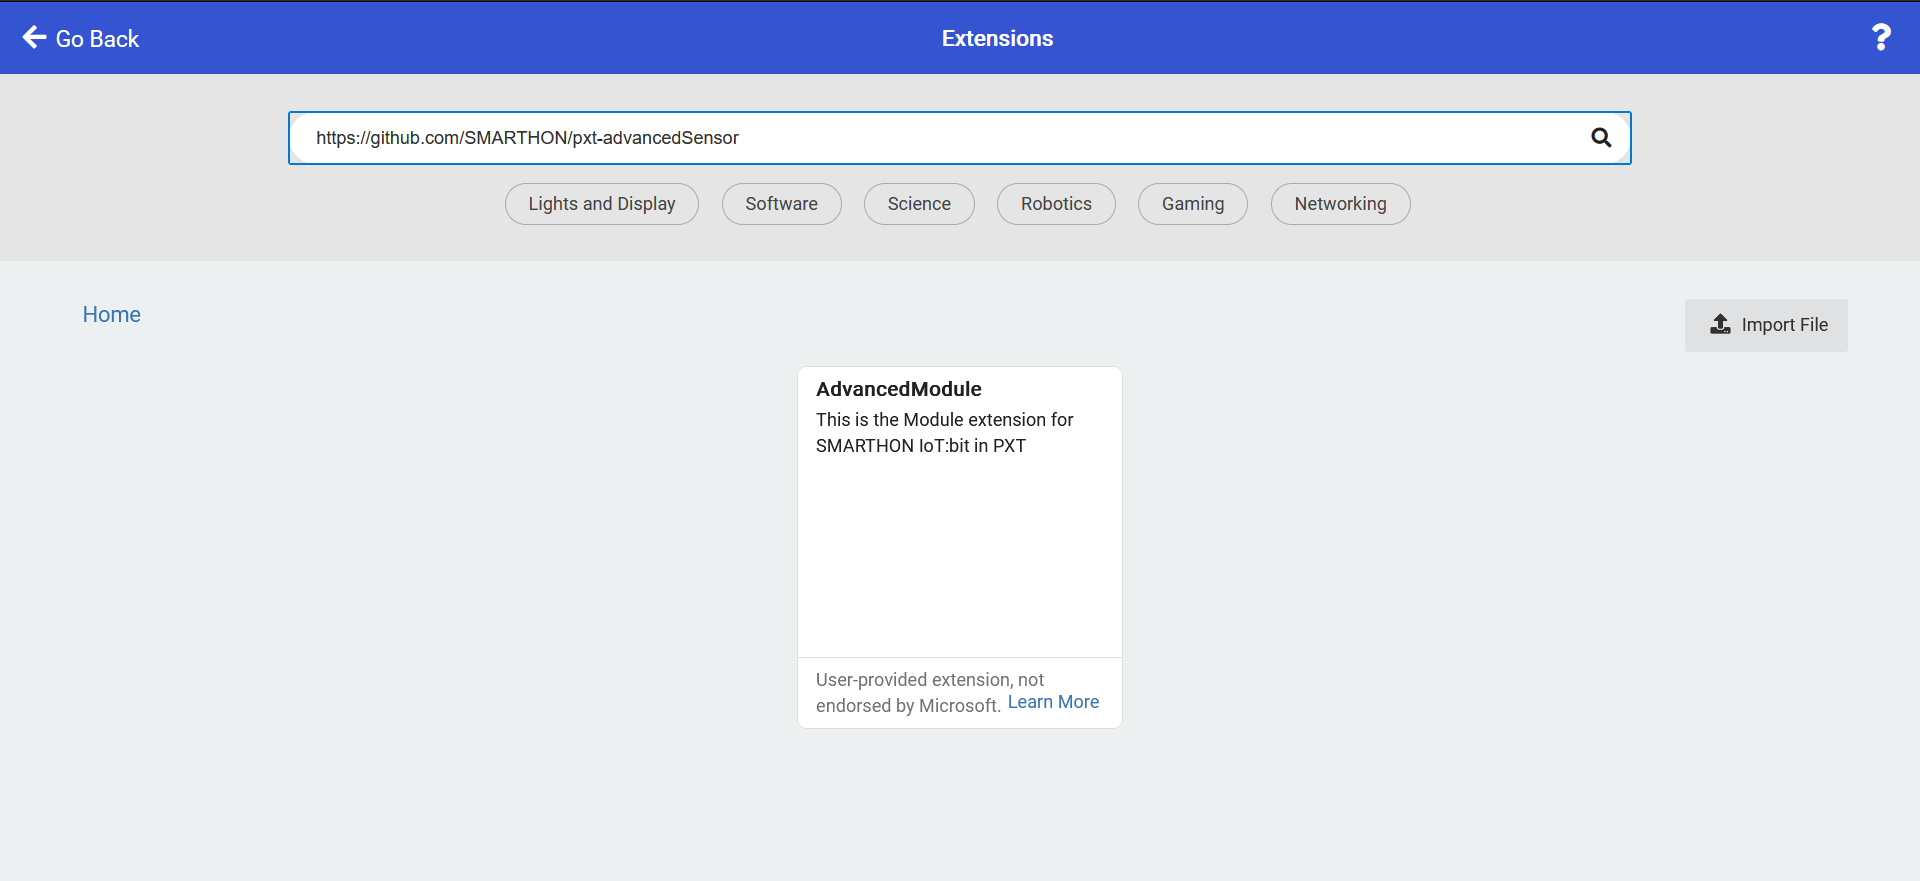 Go Back
Extensions
?
https://github.com/SMARTHON/pxt-advancedSensor
Lights and Display
Software
Science
Robotics
Gaming
Networking
Home
Import File
AdvancedModule
This is the Module extension for
SMARTHON IoT:bit in PXT
User-provided extension, not
endorsed by Microsoft. Learn More